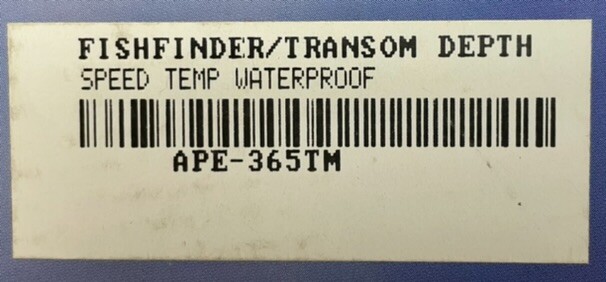 FISHFINDER/TRANSOM DEPTH
SPEED TEMP WATERPROOF
APE-365TM